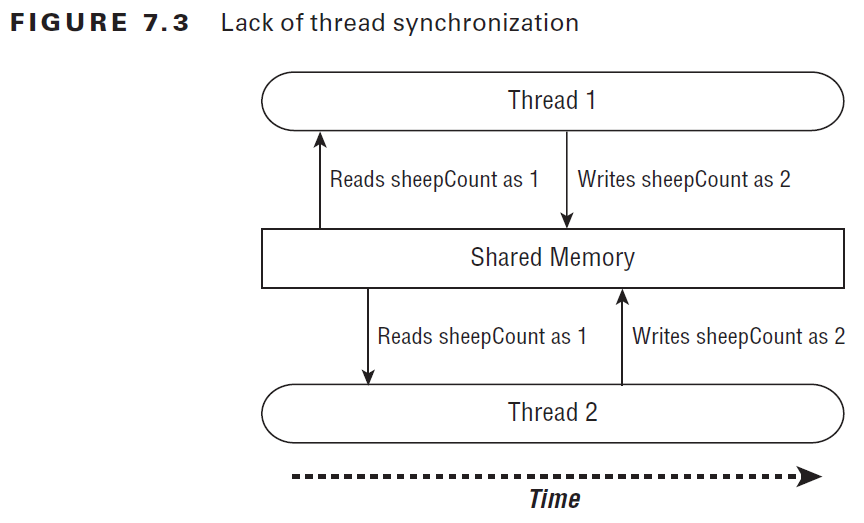 FIGURE 7.3 Lack of thread synchronization
Thread 1
Reads sheepCount as 1
Writes sheepCount as 2
Shared Memory
Reads sheepCount as 1
Writes sheepCount as 2
Thread 2
Time